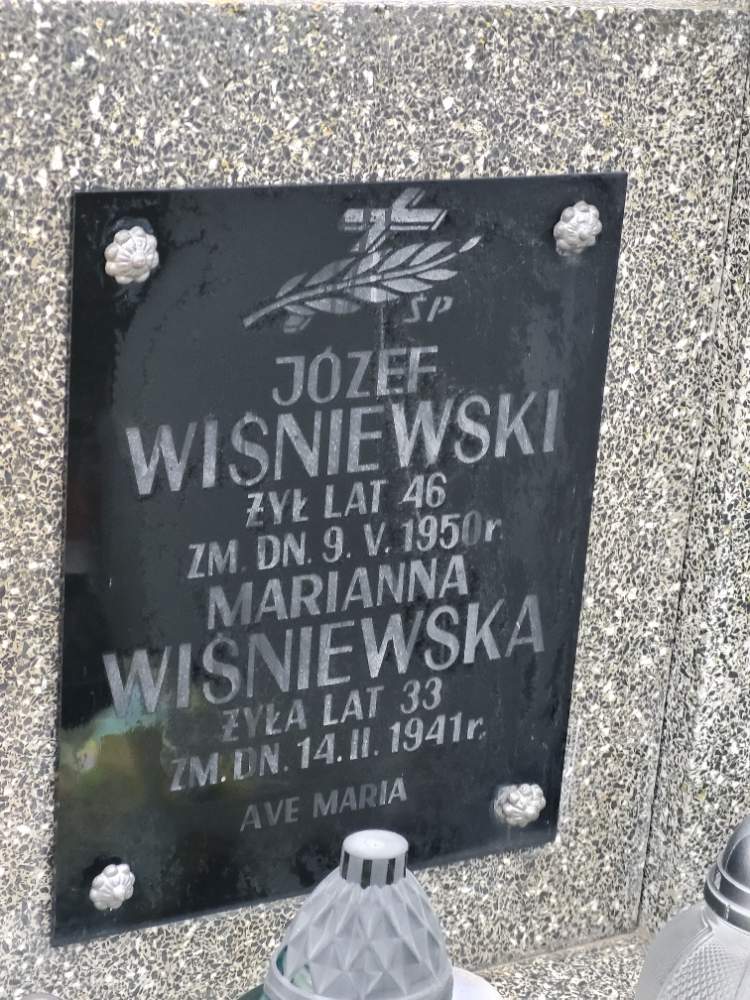 ŚP
JÓZEF
WIŚNIEWSKI
ŻYŁ LAT 46
ZM. DN. 9. V. 1950r.
MARIANNA
WIŚNIEWSKA
ŻYŁA LAT 33
ZM. DN. 14. II. 1941r.
AVE MARIA